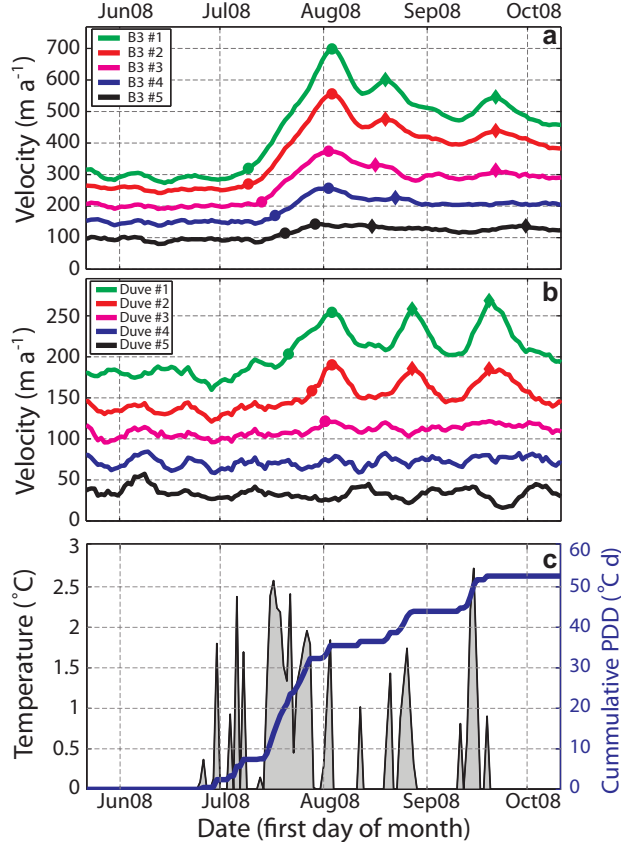 Jun08 Jul08 Aug08 Sep08 Oct08
a
B3 #1
B3 #2
B3 #3
B3 #4
B3 #5
700
600
500
400
300
200
100
0
Velocity (m a⁻¹)
b
Duve #1
Duve #2
Duve #3
Duve #4
Duve #5
250
200
150
100
50
0
Velocity (m a⁻¹)
c
3
2.5
2
1.5
1
0.5
0
Temperature (°C)
60
50
40
30
20
10
0
Cummulative PDD (°C d)
Jun08 Jul08 Aug08 Sep08 Oct08
Date (first day of month)